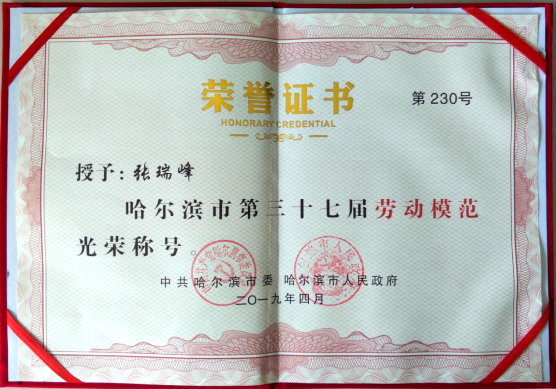 荣誉证书
HONORARY CREDENTIAL
第 230号
授予：张瑞峰
哈尔滨市第三十七届劳动模范
光荣称号。
中共哈尔滨市委 哈尔滨市人民政府
二〇一九年四月